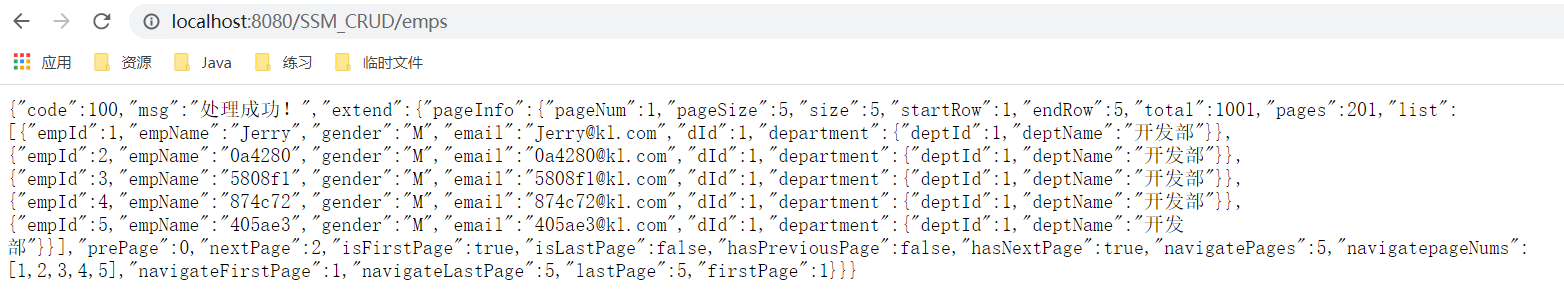 localhost:8080/SSM_CRUD/emps
应用 资源 Java 练习 临时文件
{"code":100,"msg":"处理成功！","extend":{"pageInfo":{"pageNum":1,"pageSize":5,"size":5,"startRow":1,"endRow":5,"total":1001,"pages":201,"list":
[{"empId":1,"empName":"Jerry","gender":"M","email":"Jerry@kl.com","dId":1,"department":{"deptId":1,"deptName":"开发部"}},
{"empId":2,"empName":"0a4280","gender":"M","email":"0a4280@kl.com","dId":1,"department":{"deptId":1,"deptName":"开发部"}},
{"empId":3,"empName":"5808f1","gender":"M","email":"5808f1@kl.com","dId":1,"department":{"deptId":1,"deptName":"开发部"}},
{"empId":4,"empName":"874c72","gender":"M","email":"874c72@kl.com","dId":1,"department":{"deptId":1,"deptName":"开发部"}},
{"empId":5,"empName":"405ae3","gender":"M","email":"405ae3@kl.com","dId":1,"department":{"deptId":1,"deptName":"开发
部"}}],"prePage":0,"nextPage":2,"isFirstPage":true,"isLastPage":false,"hasPreviousPage":false,"hasNextPage":true,"navigatePages":5,"navigatepageNums":
[1,2,3,4,5],"navigateFirstPage":1,"navigateLastPage":5,"lastPage":5,"firstPage":1}}}